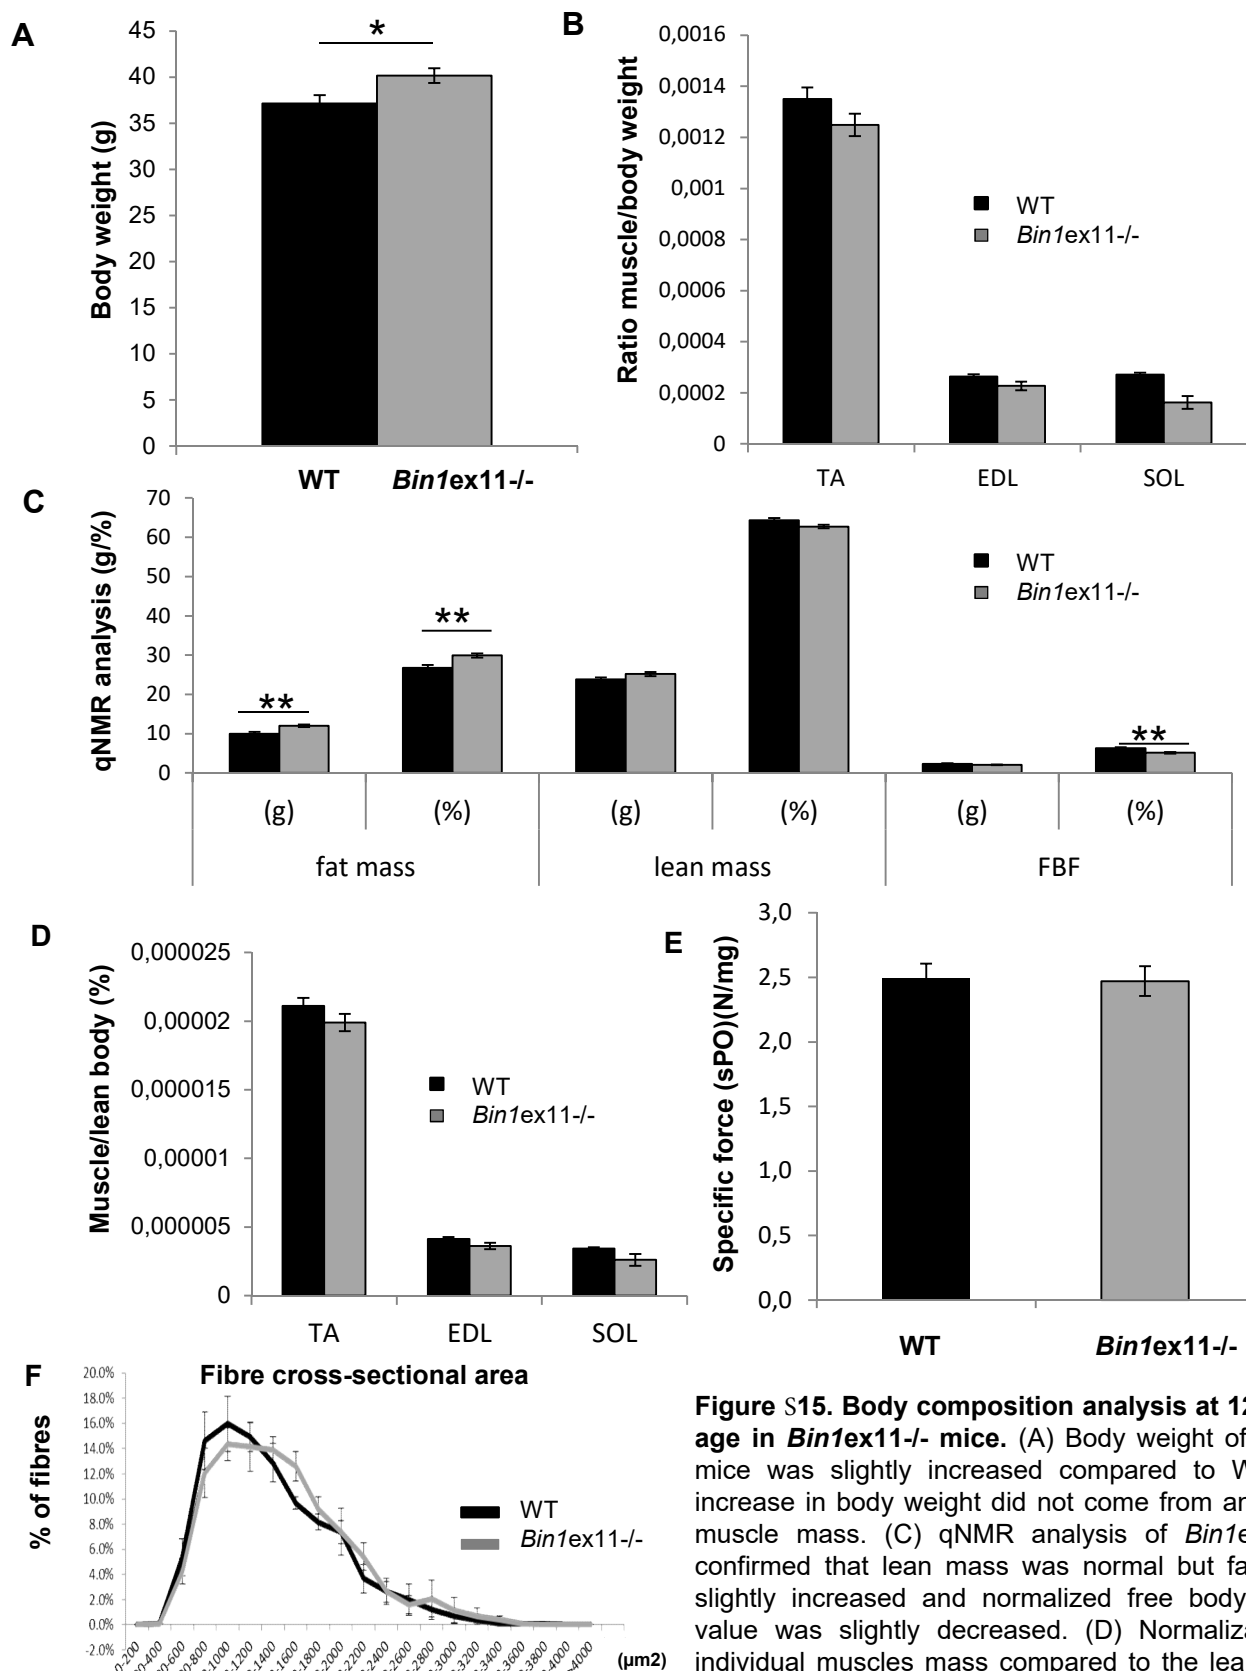 A
Body weight (g)
45
40
35
30
25
20
15
10
5
0
*
WT Bin1ex11-/-
B
Ratio muscle/body weight
0,0016
0,0014
0,0012
0,001
0,0008
0,0006
0,0004
0,0002
0
WT
Bin1ex11-/-
TA EDL SOL
C
qNMR analysis (g/%)
70
60
50
40
30
20
10
0
**
**
**
WT
Bin1ex11-/-
(g) (%) (g) (%) (g) (%)
fat mass lean mass FBF
D
Muscle/lean body (%)
0,000025
0,00002
0,000015
0,00001
0,000005
0
WT
Bin1ex11-/-
TA EDL SOL
E
Specific force (sPO)(N/mg)
3,0
2,5
2,0
1,5
1,0
0,5
0,0
WT Bin1ex11-/-
F
Fibre cross-sectional area
% of fibres
20.0%
18.0%
16.0%
14.0%
12.0%
10.0%
8.0%
6.0%
4.0%
2.0%
0.0%
-2.0%
WT
Bin1ex11-/-
(µm2)
Figure S15. Body composition analysis at 12
age in Bin1ex11-/- mice. (A) Body weight of
mice was slightly increased compared to W
increase in body weight did not come from an
muscle mass. (C) qNMR analysis of Bin1e
confirmed that lean mass was normal but fa
slightly increased and normalized free body
value was slightly decreased. (D) Normaliza
individual muscles mass compared to the lea